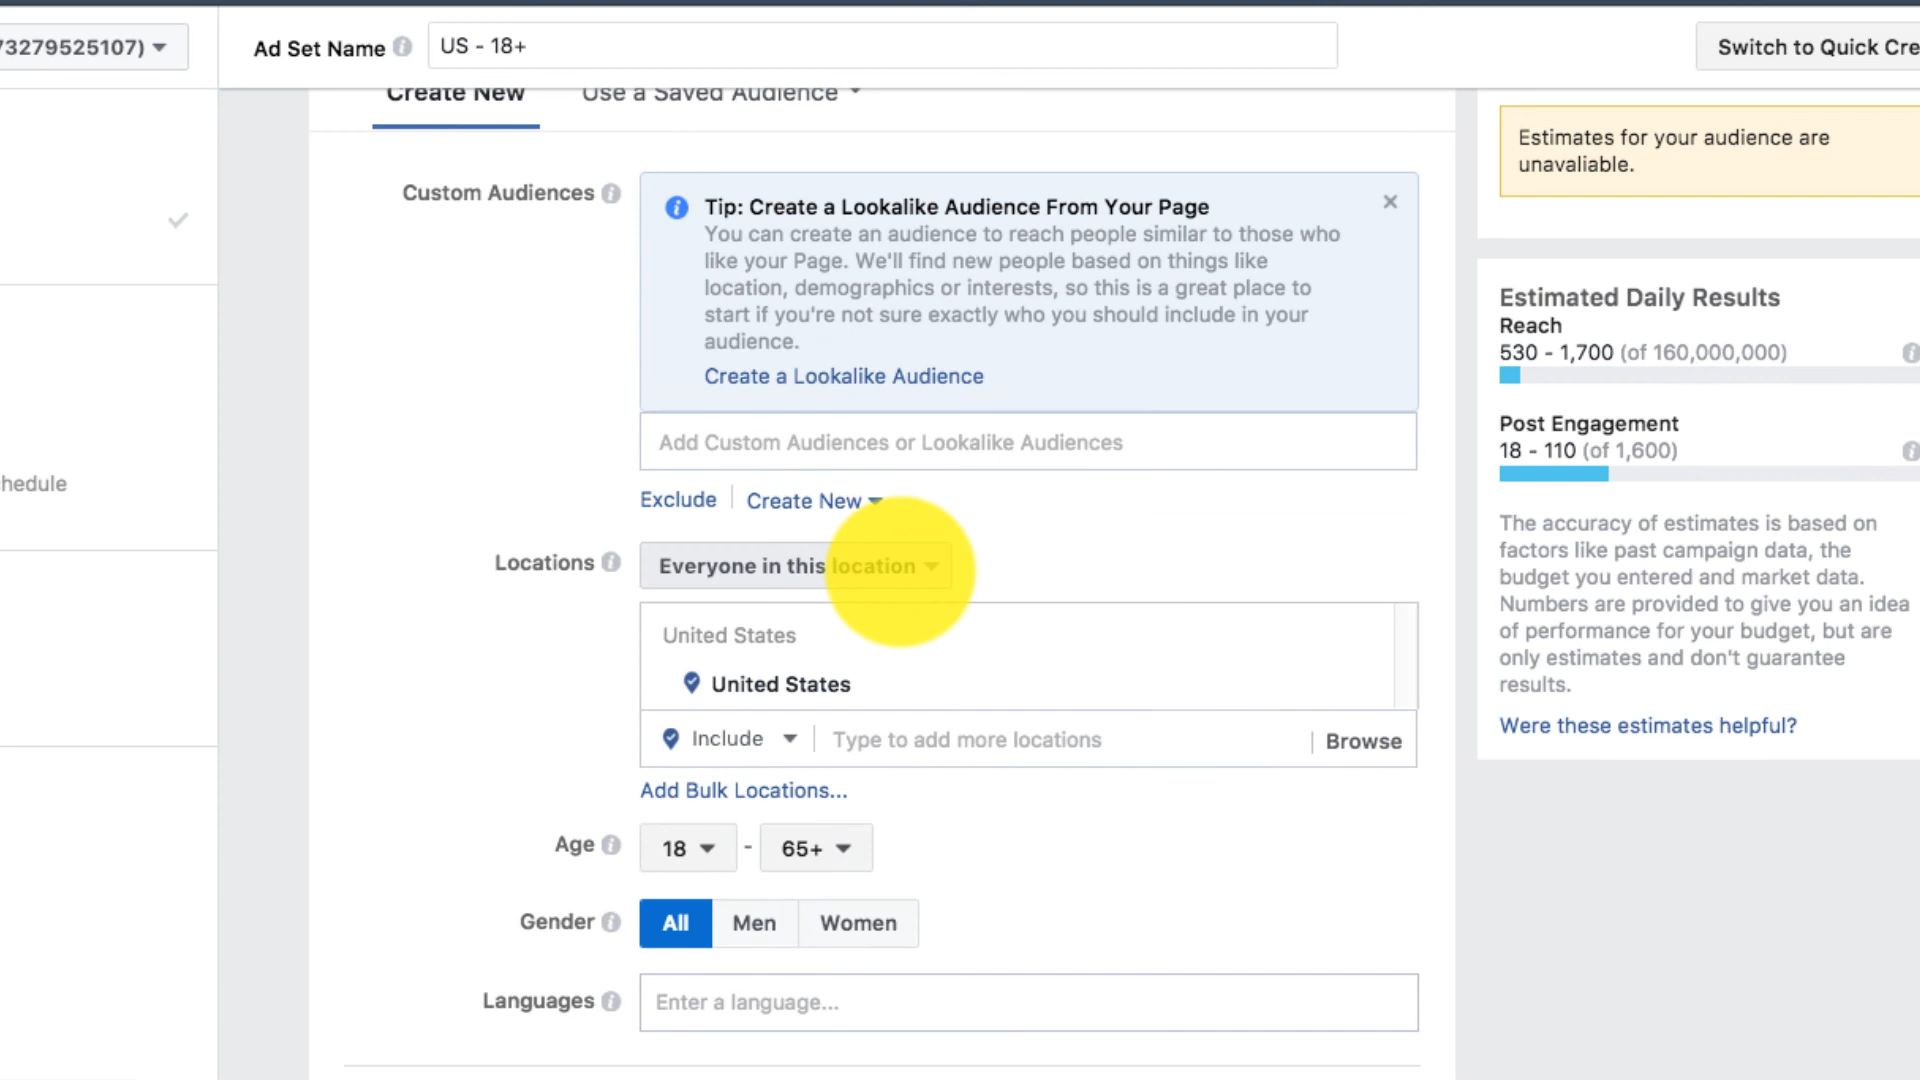 73279525107)
Ad Set Name
US - 18+
Switch to Quick Cre
Create New
Use a Saved Audience
Custom Audiences
Tip: Create a Lookalike Audience From Your Page
You can create an audience to reach people similar to those who
like your Page. We'll find new people based on things like
location, demographics or interests, so this is a great place to
start if you're not sure exactly who you should include in your
audience.
Create a Lookalike Audience
Add Custom Audiences or Lookalike Audiences
Exclude
Create New
Locations
Everyone in this location
United States
United States
Include
Type to add more locations
Browse
Add Bulk Locations...
Age
18
-
65+
Gender
All
Men
Women
Languages
Enter a language...
hedule
Estimates for your audience are
unavaliable.
Estimated Daily Results
Reach
530 - 1,700 (of 160,000,000)
Post Engagement
18 - 110 (of 1,600)
The accuracy of estimates is based on
factors like past campaign data, the
budget you entered and market data.
Numbers are provided to give you an idea
of performance for your budget, but are
only estimates and don't guarantee
results.
Were these estimates helpful?